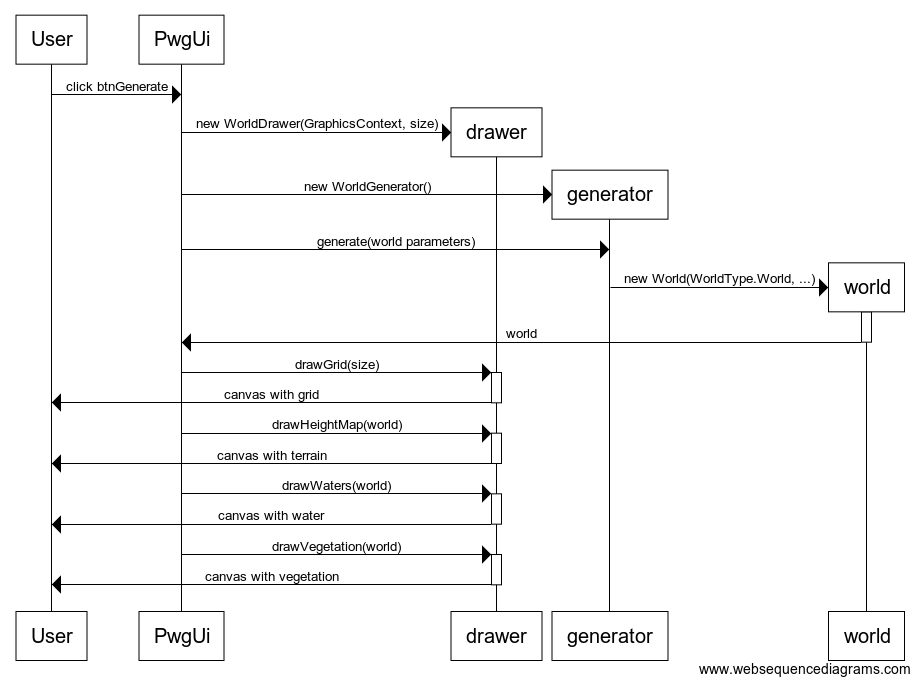 User
PwgUi
click btnGenerate
new WorldDrawer(GraphicsContext, size)
drawer
new WorldGenerator()
generator
generate(world parameters)
new World(WorldType.World, ...)
world
world
drawGrid(size)
canvas with grid
drawHeightMap(world)
canvas with terrain
drawWaters(world)
canvas with water
drawVegetation(world)
canvas with vegetation
User
PwgUi
drawer
generator
world
www.websequencediagrams.com